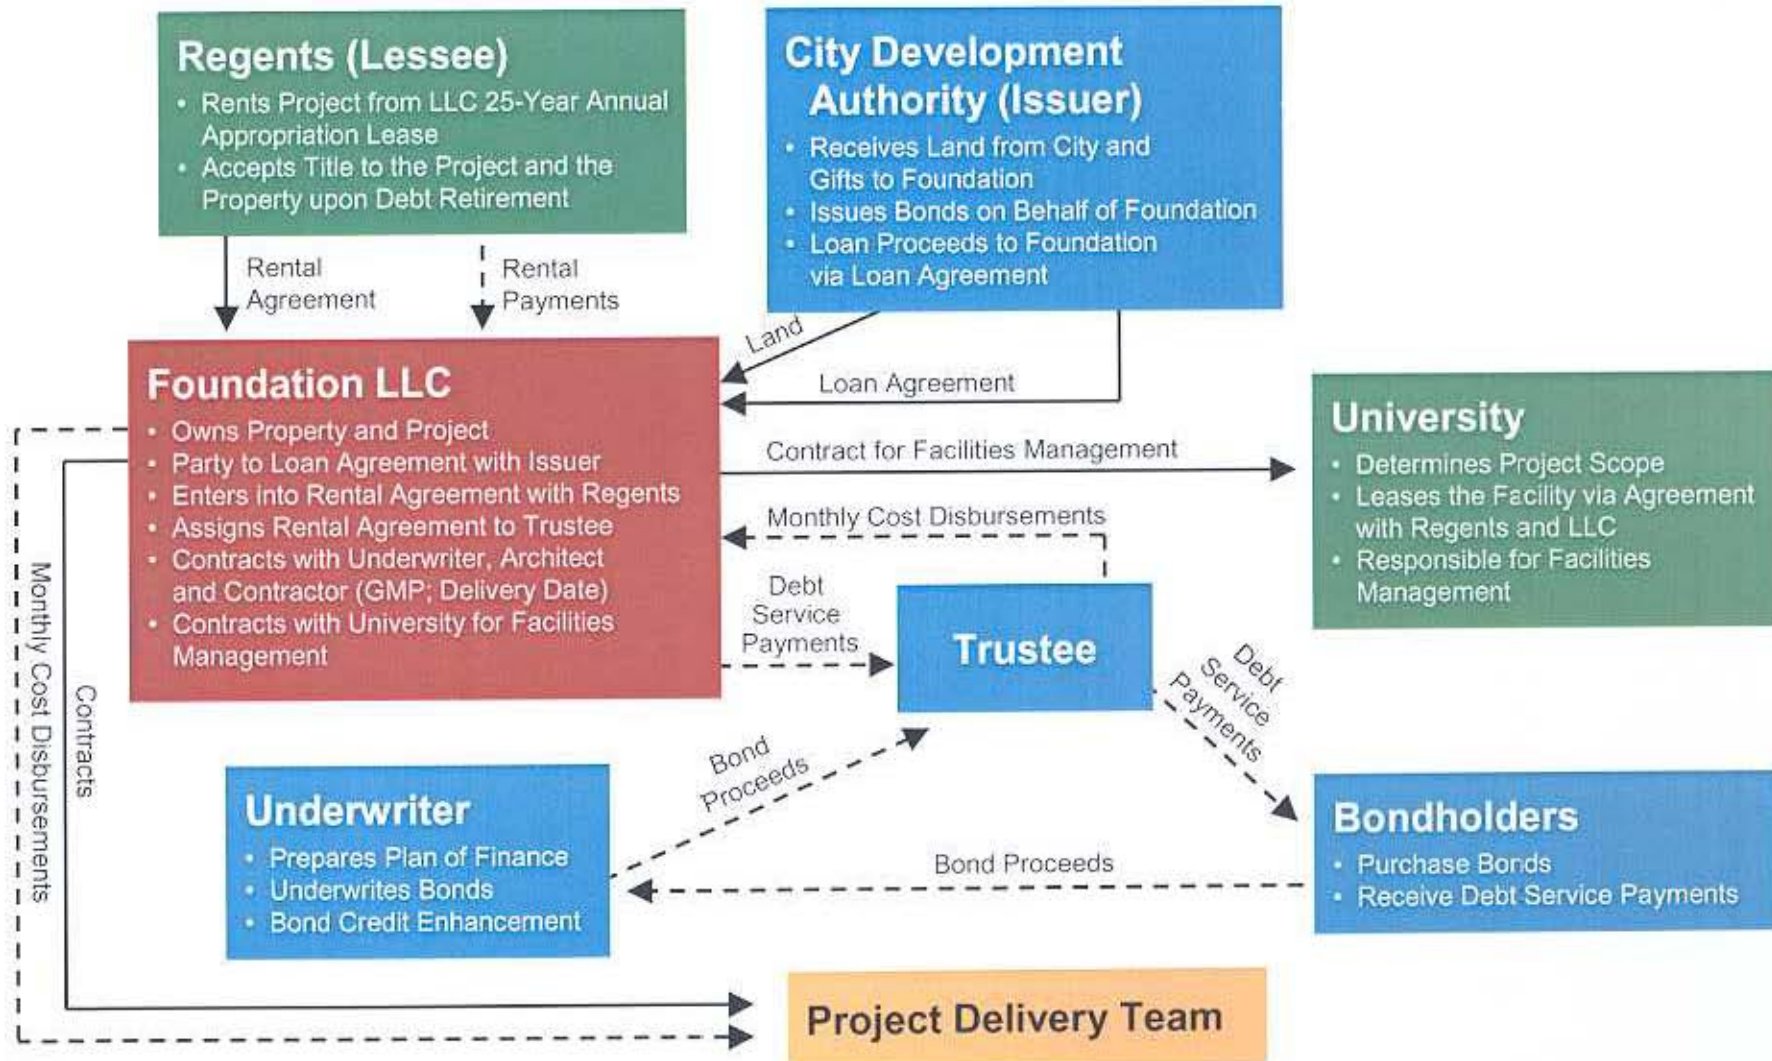 Regents (Lessee)
• Rents Project from LLC 25-Year Annual
Appropriation Lease
• Accepts Title to the Project and the
Property upon Debt Retirement
City Development
Authority (Issuer)
• Receives Land from City and
Gifts to Foundation
• Issues Bonds on Behalf of Foundation
• Loan Proceeds to Foundation
via Loan Agreement
Rental
Agreement
Rental
Payments
Land
Loan Agreement
Foundation LLC
• Owns Property and Project
• Party to Loan Agreement with Issuer
• Enters into Rental Agreement with Regents
• Assigns Rental Agreement to Trustee
• Contracts with Underwriter, Architect
and Contractor (GMP; Delivery Date)
• Contracts with University for Facilities
Management
Contract for Facilities Management
University
• Determines Project Scope
• Leases the Facility via Agreement
with Regents and LLC
• Responsible for Facilities
Management
Monthly Cost Disbursements
Debt
Service
Payments
Trustee
Debt
Service
Payments
Monthly Cost Disbursements
Contracts
Bond
Proceeds
Underwriter
• Prepares Plan of Finance
• Underwrites Bonds
• Bond Credit Enhancement
Bond Proceeds
Bondholders
• Purchase Bonds
• Receive Debt Service Payments
Project Delivery Team